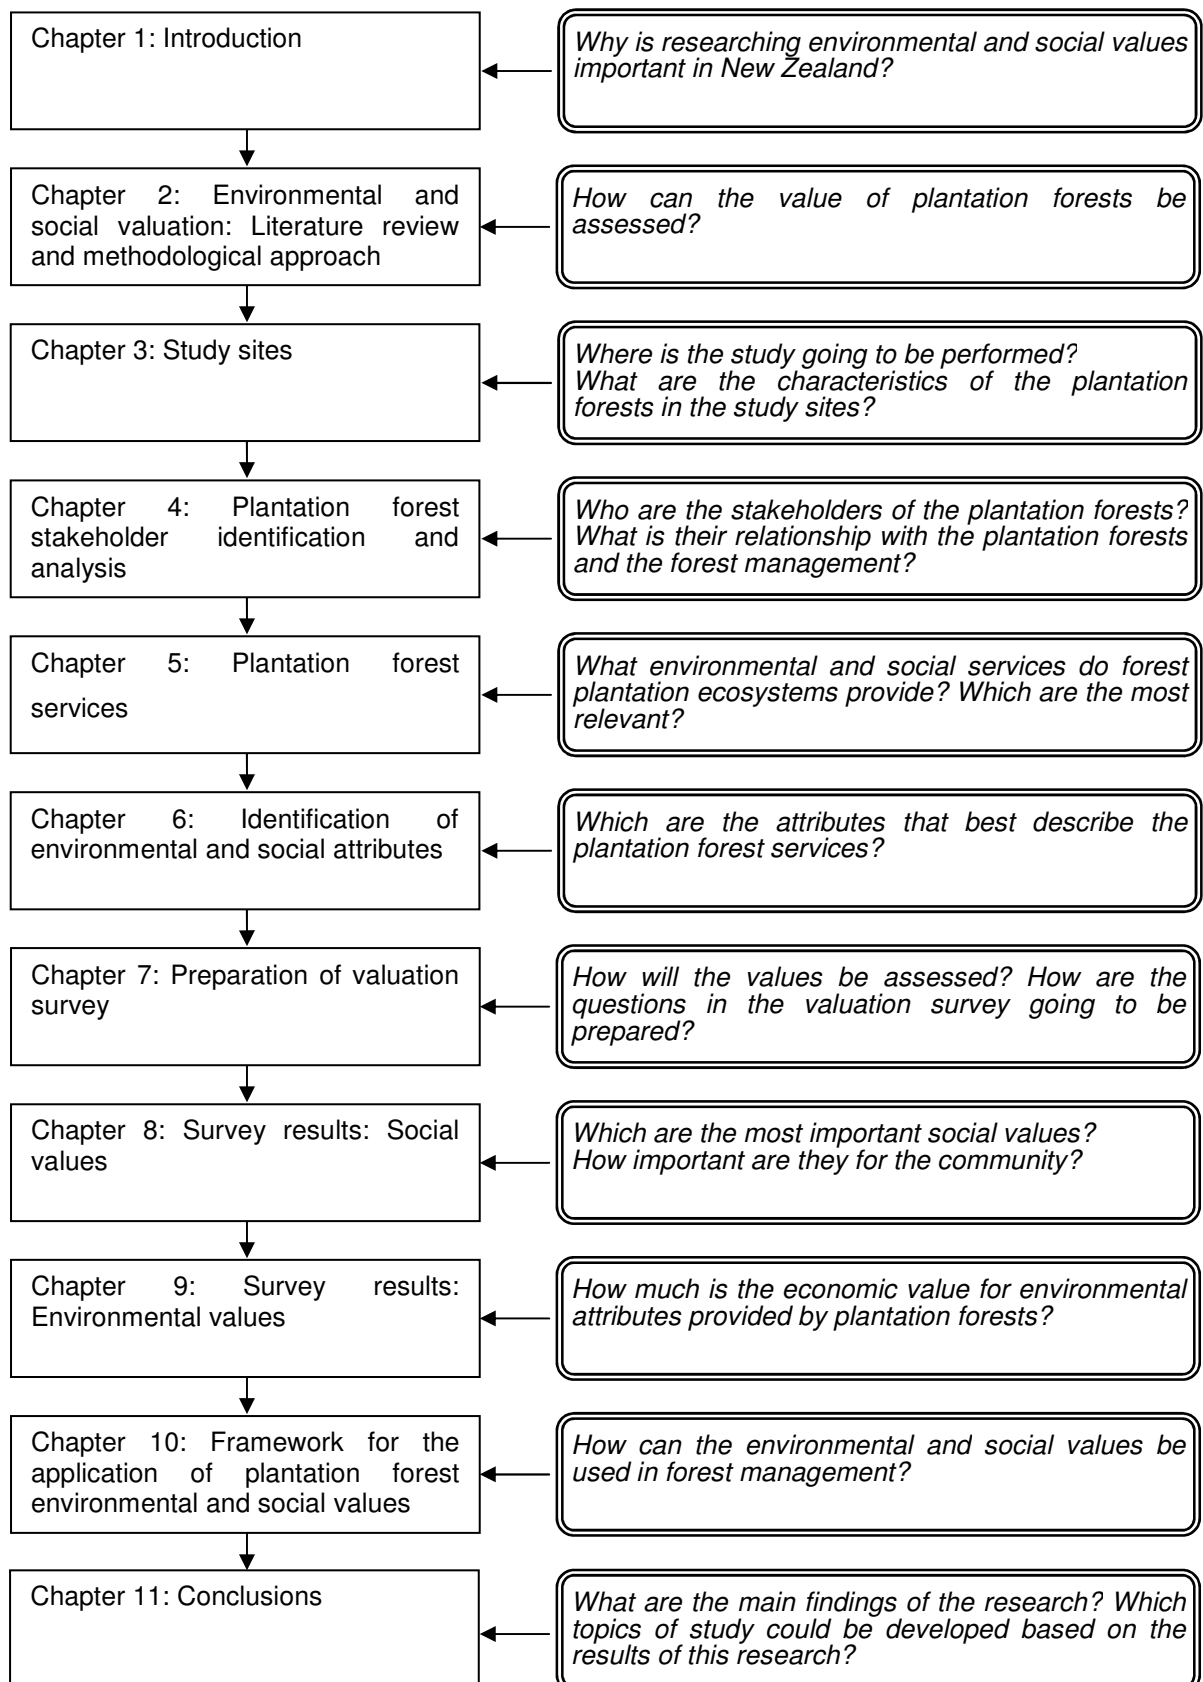 Chapter 1: Introduction
Why is researching environmental and social values
important in New Zealand?
Chapter 2: Environmental and
social valuation: Literature review
and methodological approach
How can the value of plantation forests be
assessed?
Chapter 3: Study sites
Where is the study going to be performed?
What are the characteristics of the plantation
forests in the study sites?
Chapter 4: Plantation forest
stakeholder identification and
analysis
Who are the stakeholders of the plantation forests?
What is their relationship with the plantation forests
and the forest management?
Chapter 5: Plantation forest
services
What environmental and social services do forest
plantation ecosystems provide? Which are the most
relevant?
Chapter 6: Identification of
environmental and social attributes
Which are the attributes that best describe the
plantation forest services?
Chapter 7: Preparation of valuation
survey
How will the values be assessed? How are the
questions in the valuation survey going to be
prepared?
Chapter 8: Survey results: Social
values
Which are the most important social values?
How important are they for the community?
Chapter 9: Survey results:
Environmental values
How much is the economic value for environmental
attributes provided by plantation forests?
Chapter 10: Framework for the
application of plantation forest
environmental and social values
How can the environmental and social values be
used in forest management?
Chapter 11: Conclusions
What are the main findings of the research? Which
topics of study could be developed based on the
results of this research?